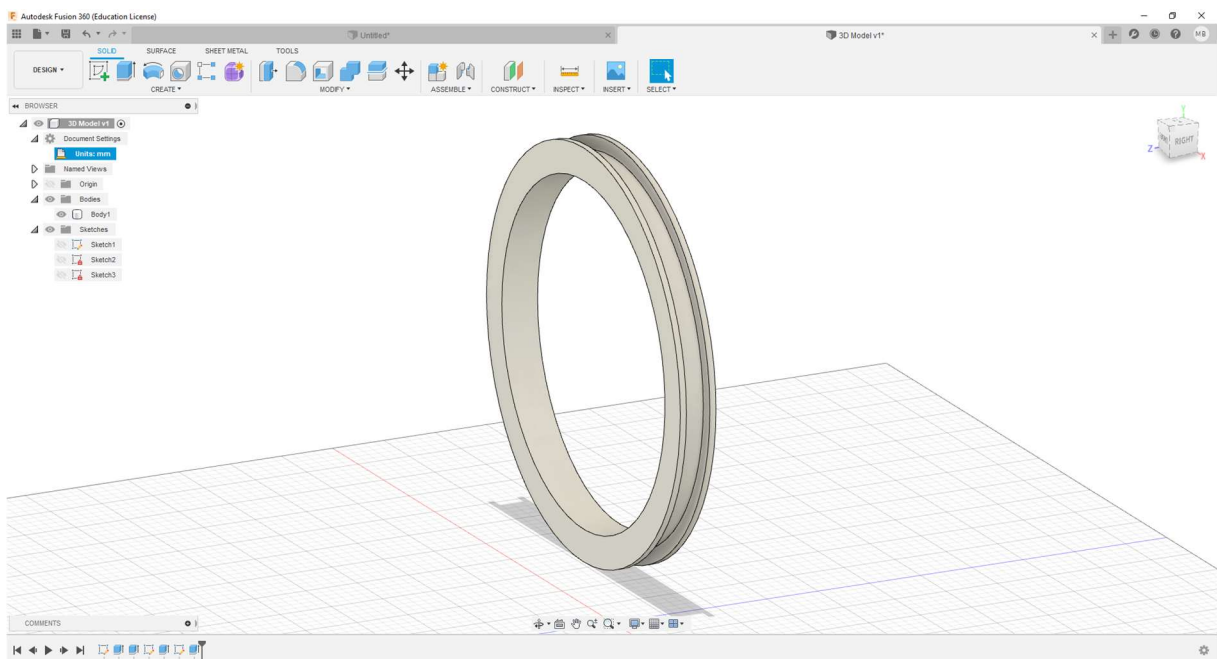 Autodesk Fusion 360 (Education License)
Untitled*
3D Model v1*
MB
SOLID SURFACE SHEET METAL TOOLS
DESIGN
CREATE MODIFY ASSEMBLE CONSTRUCT INSPECT INSERT SELECT
BROWSER
3D Model v1
Document Settings
Units: mm
Named Views
Origin
Bodies
Body1
Sketches
Sketch1
Sketch2
Sketch3
Y
RIGHT
Z
X
COMMENTS